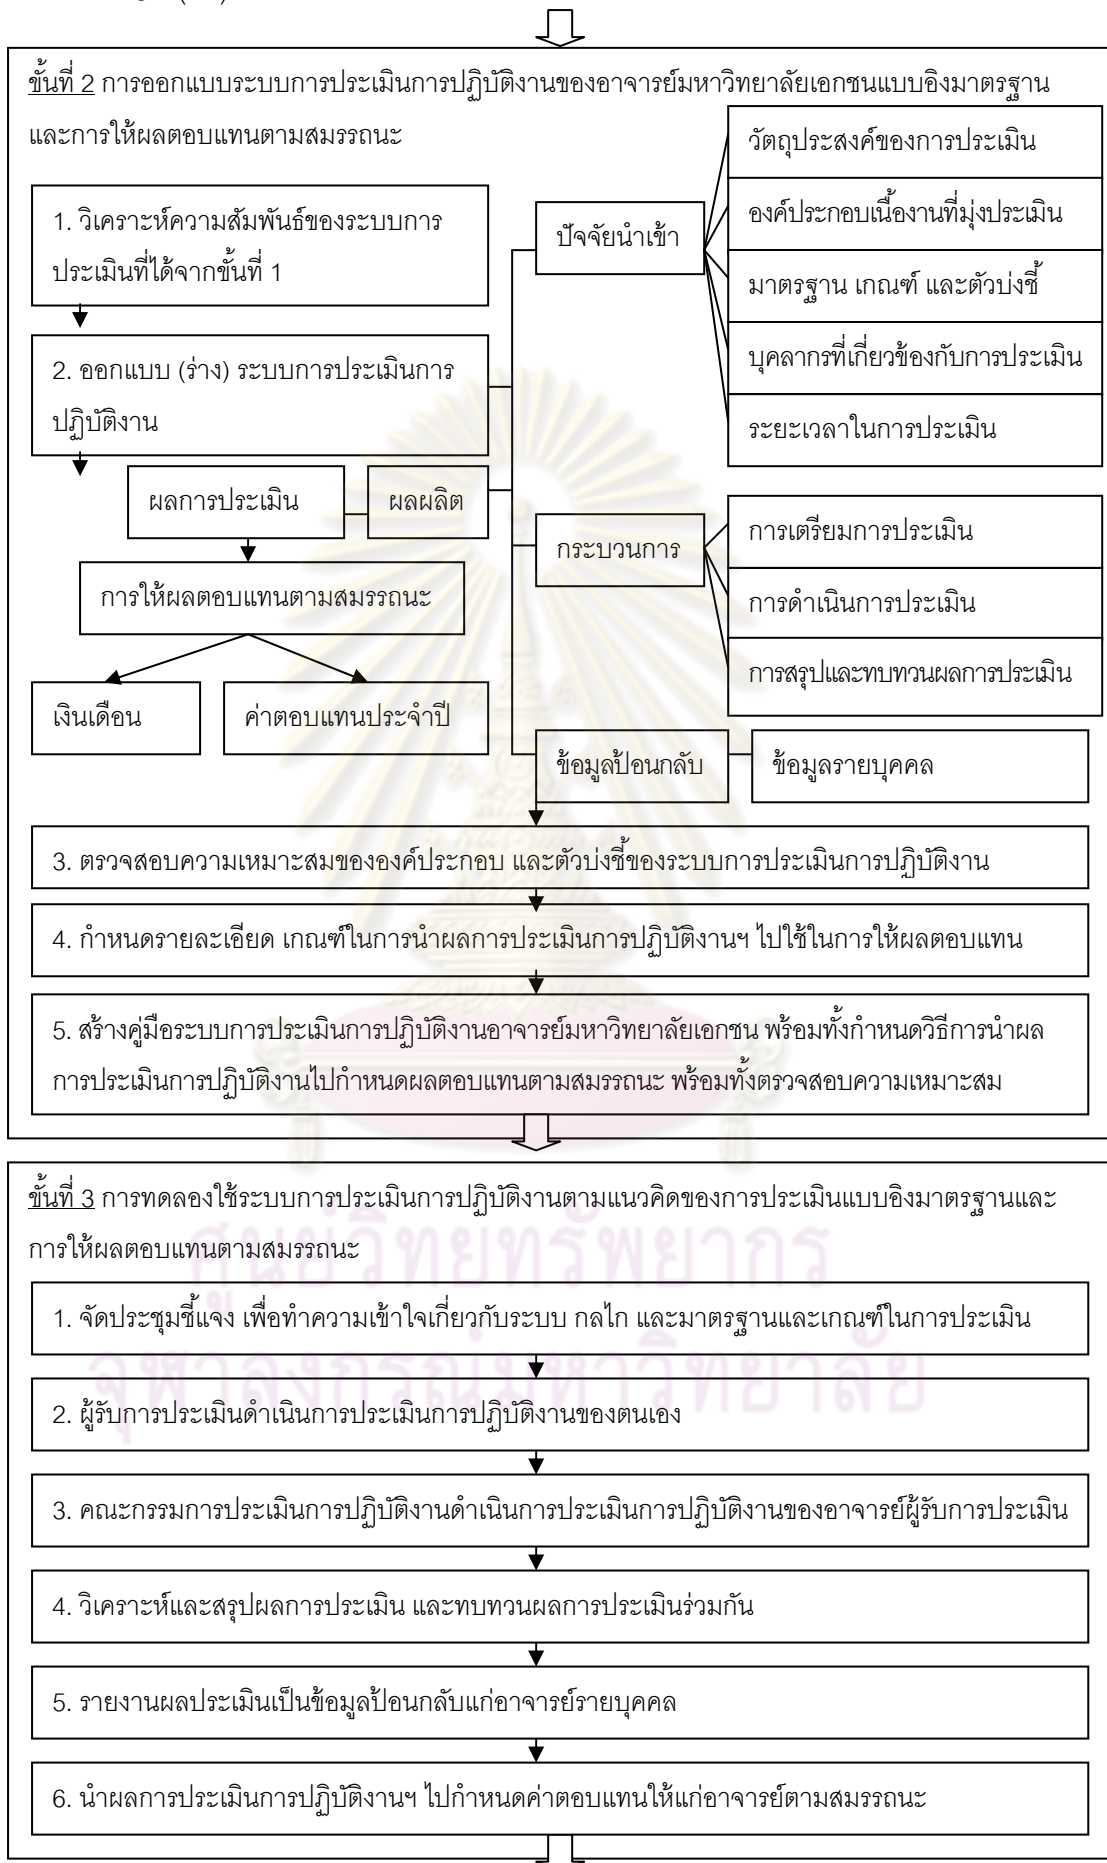 ขั้นที่ 2 การออกแบบระบบการประเมินการปฏิบัติงานของอาจารย์มหาวิทยาลัยเอกชนแบบอิงมาตรฐาน
และการให้ผลตอบแทนตามสมรรถนะ
1. วิเคราะห์ความสัมพันธ์ของระบบการ
ประเมินที่ได้จากขั้นที่ 1
2. ออกแบบ (ร่าง) ระบบการประเมินการ
ปฏิบัติงาน
ปัจจัยนำเข้า
วัตถุประสงค์ของการประเมิน
องค์ประกอบเนื้องานที่มุ่งประเมิน
มาตรฐาน เกณฑ์ และตัวบ่งชี้
บุคลากรที่เกี่ยวข้องกับการประเมิน
ระยะเวลาในการประเมิน
ผลการประเมิน
ผลผลิต
กระบวนการ
การเตรียมการประเมิน
การดำเนินการประเมิน
การสรุปและทบทวนผลการประเมิน
การให้ผลตอบแทนตามสมรรถนะ
เงินเดือน
ค่าตอบแทนประจำปี
ข้อมูลป้อนกลับ
ข้อมูลรายบุคคล
3. ตรวจสอบความเหมาะสมขององค์ประกอบ และตัวบ่งชี้ของระบบการประเมินการปฏิบัติงาน
4. กำหนดรายละเอียด เกณฑ์ในการนำผลการประเมินการปฏิบัติงานฯ ไปใช้ในการให้ผลตอบแทน
5. สร้างคู่มือระบบการประเมินการปฏิบัติงานอาจารย์มหาวิทยาลัยเอกชน พร้อมทั้งกำหนดวิธีการนำผล
การประเมินการปฏิบัติงานไปกำหนดผลตอบแทนตามสมรรถนะ พร้อมทั้งตรวจสอบความเหมาะสม
ขั้นที่ 3 การทดลองใช้ระบบการประเมินการปฏิบัติงานตามแนวคิดของการประเมินแบบอิงมาตรฐานและ
การให้ผลตอบแทนตามสมรรถนะ
ศูนย์วิทยทรัพยากร
1. จัดประชุมชี้แจง เพื่อทำความเข้าใจเกี่ยวกับระบบ กลไก และมาตรฐานและเกณฑ์ในการประเมิน
จุฬาลงกรณ์มหาวิทยาลัย
2. ผู้รับการประเมินดำเนินการประเมินการปฏิบัติงานของตนเอง
3. คณะกรรมการประเมินการปฏิบัติงานดำเนินการประเมินการปฏิบัติงานของอาจารย์ผู้รับการประเมิน
4. วิเคราะห์และสรุปผลการประเมิน และทบทวนผลการประเมินร่วมกัน
5. รายงานผลประเมินเป็นข้อมูลป้อนกลับแก่อาจารย์รายบุคคล
6. นำผลการประเมินการปฏิบัติงานฯ ไปกำหนดค่าตอบแทนให้แก่อาจารย์ตามสมรรถนะ